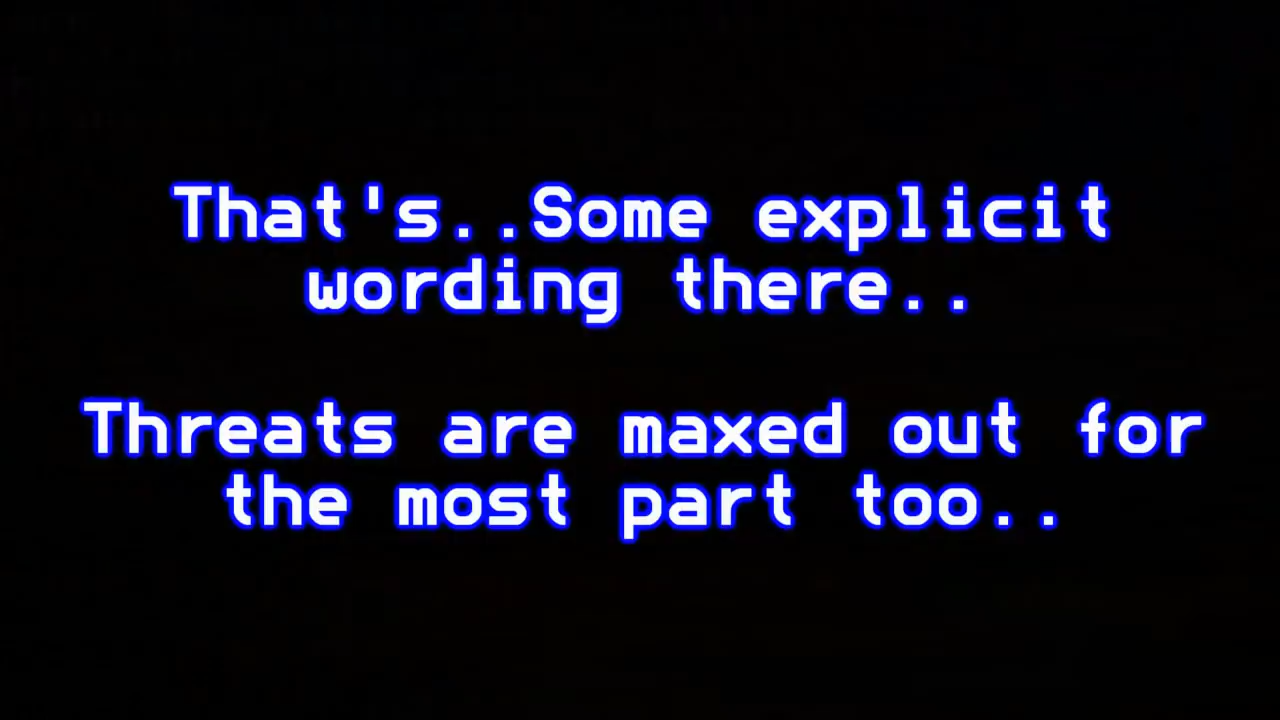 That's..Some explicit
wording there..
Threats are maxed out for
the most part too..